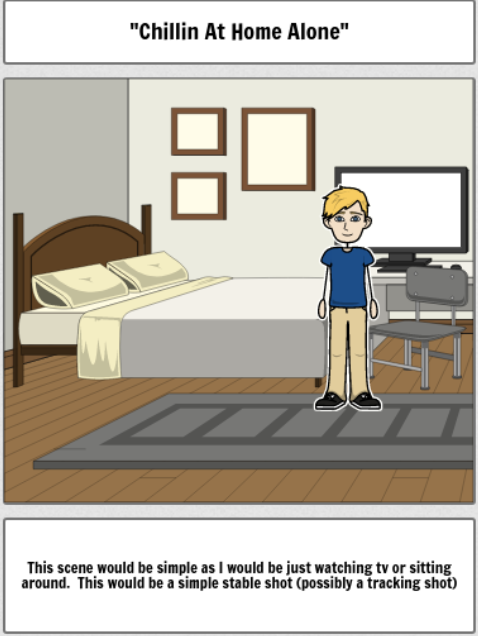 "Chillin At Home Alone"
This scene would be simple as I would be just watching tv or sitting
around.  This would be a simple stable shot (possibly a tracking shot)